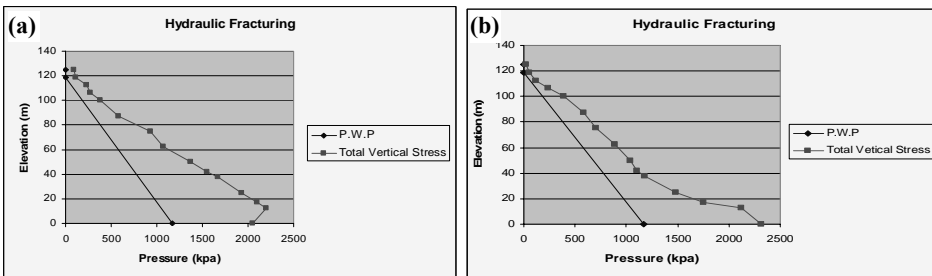 (a)
Hydraulic Fracturing
Elevation (m)
140
120
100
80
60
40
20
0
0 500 1000 1500 2000 2500
Pressure (kpa)
P.W.P
Total Vertical Stress
(b)
Hydraulic Fracturing
Elevation (m)
140
120
100
80
60
40
20
0
0 500 1000 1500 2000 2500
Pressure (kpa)
P.W.P
Total Vetical Stress